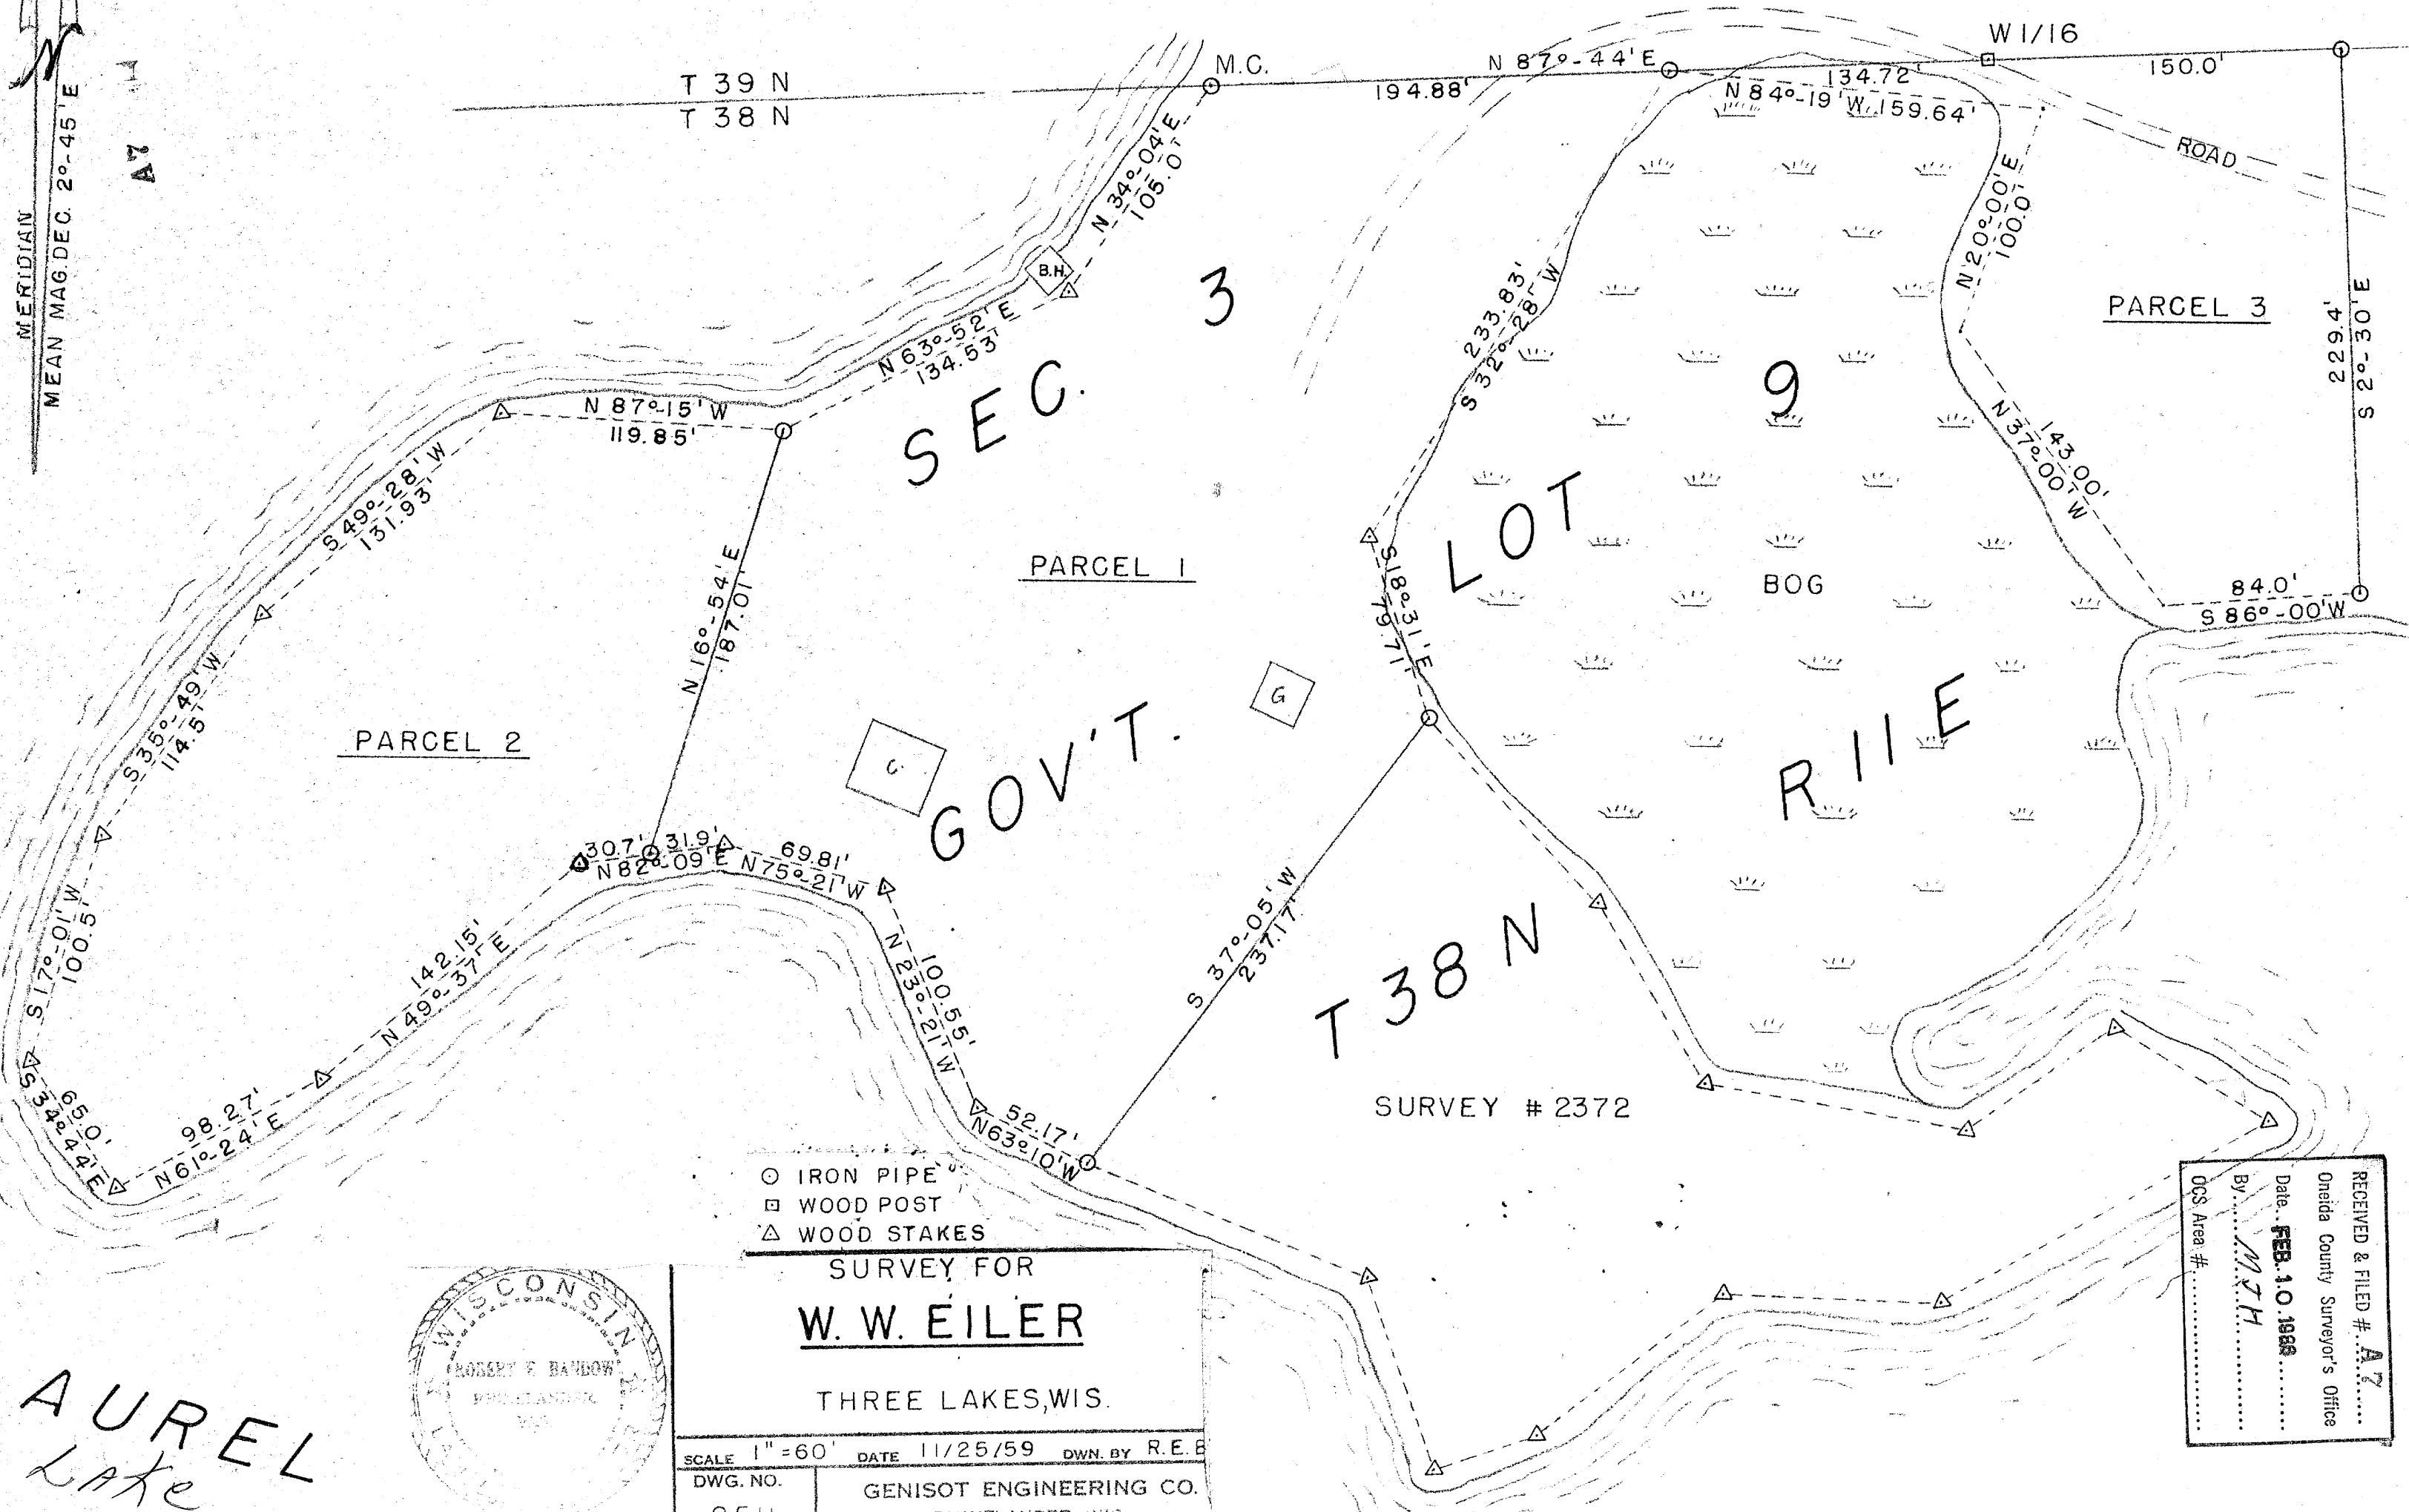 N
MERIDIAN
MEAN MAG. DEC. 2°-45'E
A7
T 39 N
T 38 N
M.C.
N 87°-44'E
194.88'
134.72'
N 84°-19'W 159.64'
W 1/16
150.0'
ROAD
N 34°-04'E
105.0'
B.H.
N 63°-52'E
134.53'
N 87°-15'W
119.85'
S 49°-28'W
131.93'
S 35°-49'W
114.5'
S 17°-01'W
100.5'
S 34°-44'E
65.0'
98.27'
N 61°-24'E
142.15'
N 49°-37'E
30.7' 31.9'
N 82°-09'E
69.81'
N 75°-21'W
100.55'
N 23°-21'W
52.17'
N 63°-10'W
N 16°-54'E
187.01'
S 37°-05'W
237.17'
S 18°-31'E
79.71'
233.83'
S 32°-28'W
N 20°-00'E
100.0'
143.00'
N 37°-00'W
84.0'
S 86°-00'W
229.4'
S 2°-30'E
PARCEL 1
PARCEL 2
PARCEL 3
SEC. 3
GOV'T. LOT 9
T 38 N R 11 E
BOG
G
SURVEY # 2372
IRON PIPE
WOOD POST
WOOD STAKES
SURVEY FOR
W. W. EILER
THREE LAKES, WIS.
SCALE 1"=60' DATE 11/25/59 DWN. BY R.E.B
DWG. NO.
GENISOT ENGINEERING CO.
WISCONSIN
ROBERT E BANDOW
RECEIVED & FILED # A7
Oneida County Surveyor's Office
Date FEB. 10 1988
By MJH
OCS Area #
AUREL
LAKe